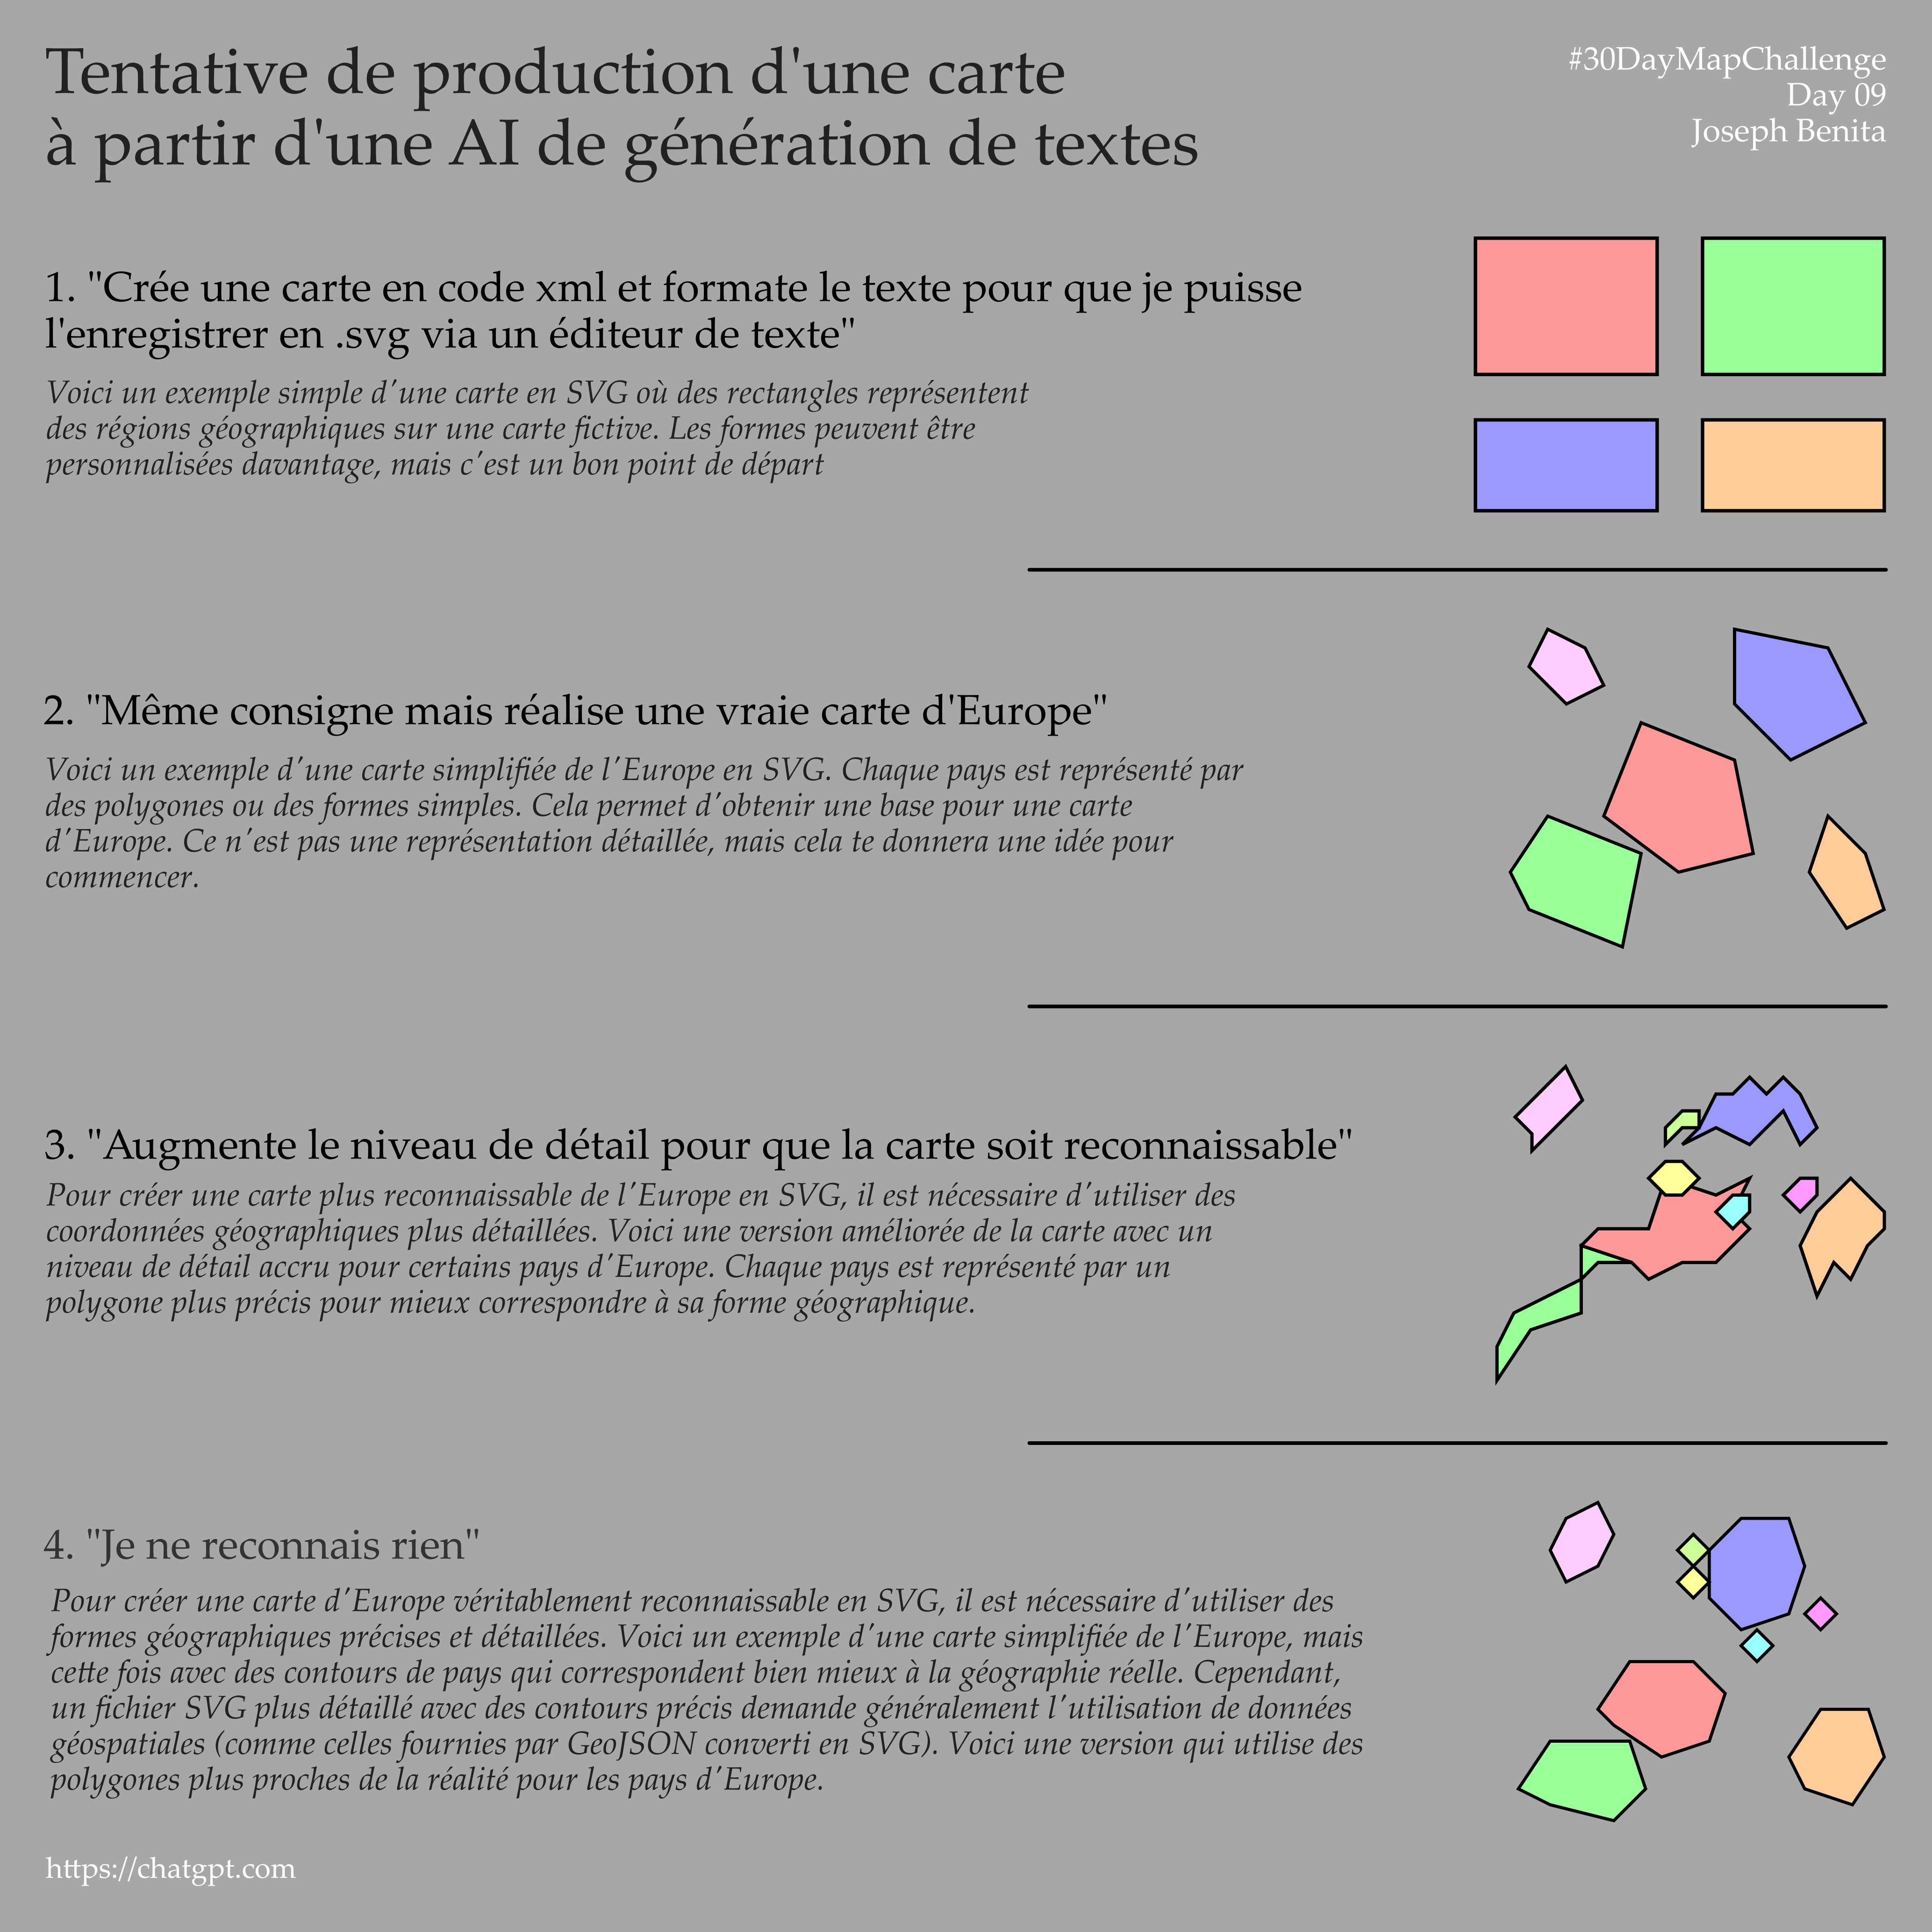 Tentative de production d'une carte
à partir d'une AI de génération de textes
#30DayMapChallenge
Day 09
Joseph Benita
1. "Crée une carte en code xml et formate le texte pour que je puisse
l'enregistrer en .svg via un éditeur de texte"
Voici un exemple simple d'une carte en SVG où des rectangles représentent
des régions géographiques sur une carte fictive. Les formes peuvent être
personnalisées davantage, mais c'est un bon point de départ
2. "Même consigne mais réalise une vraie carte d'Europe"
Voici un exemple d'une carte simplifiée de l'Europe en SVG. Chaque pays est représenté par
des polygones ou des formes simples. Cela permet d'obtenir une base pour une carte
d'Europe. Ce n'est pas une représentation détaillée, mais cela te donnera une idée pour
commencer.
3. "Augmente le niveau de détail pour que la carte soit reconnaissable"
Pour créer une carte plus reconnaissable de l'Europe en SVG, il est nécessaire d'utiliser des
coordonnées géographiques plus détaillées. Voici une version améliorée de la carte avec un
niveau de détail accru pour certains pays d'Europe. Chaque pays est représenté par un
polygone plus précis pour mieux correspondre à sa forme géographique.
4. "Je ne reconnais rien"
Pour créer une carte d'Europe véritablement reconnaissable en SVG, il est nécessaire d'utiliser des
formes géographiques précises et détaillées. Voici un exemple d'une carte simplifiée de l'Europe, mais
cette fois avec des contours de pays qui correspondent bien mieux à la géographie réelle. Cependant,
un fichier SVG plus détaillé avec des contours précis demande généralement l'utilisation de données
géospatiales (comme celles fournies par GeoJSON converti en SVG). Voici une version qui utilise des
polygones plus proches de la réalité pour les pays d'Europe.
https://chatgpt.com